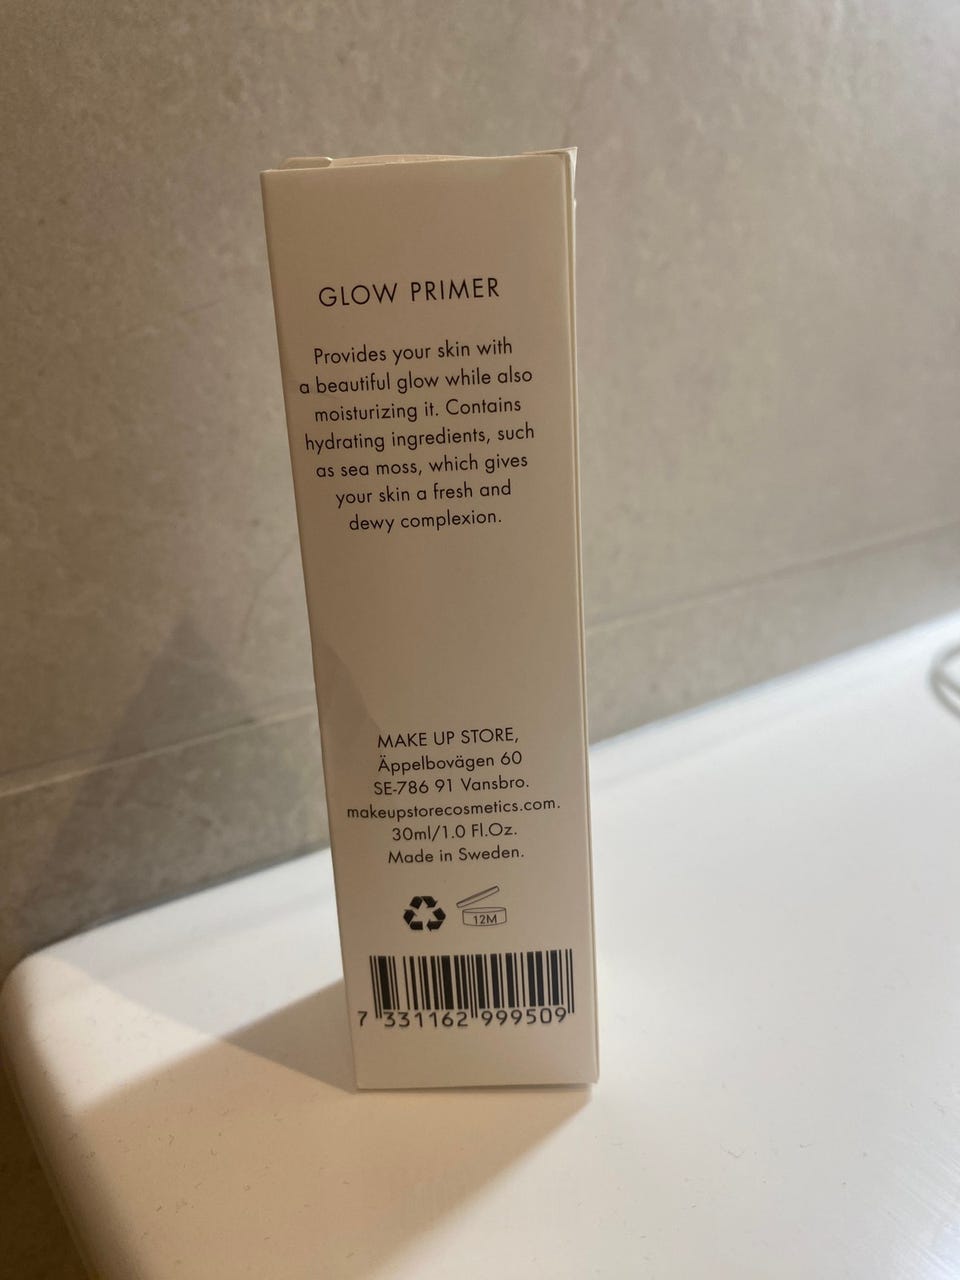 GLOW PRIMER
Provides your skin with
a beautiful glow while also
moisturizing it. Contains
hydrating ingredients, such
as sea moss, which gives
your skin a fresh and
dewy complexion.
MAKE UP STORE,
Äppelbovägen 60
SE-786 91 Vansbro.
makeupstorecosmetics.com.
30ml/1.0 Fl.Oz.
Made in Sweden.
12M
7 331162 999509